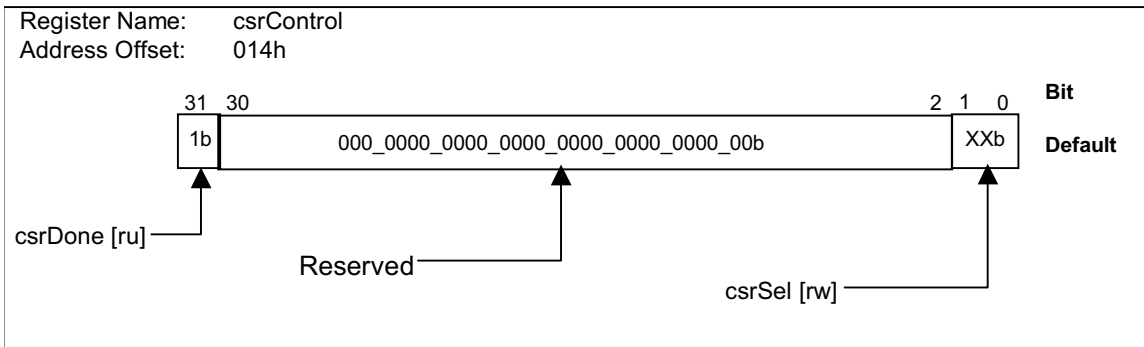 Register Name: csrControl
Address Offset: 014h
31 30 2 1 0 Bit
1b 000_0000_0000_0000_0000_0000_0000_00b XXb Default
csrDone [ru]
Reserved
csrSel [rw]